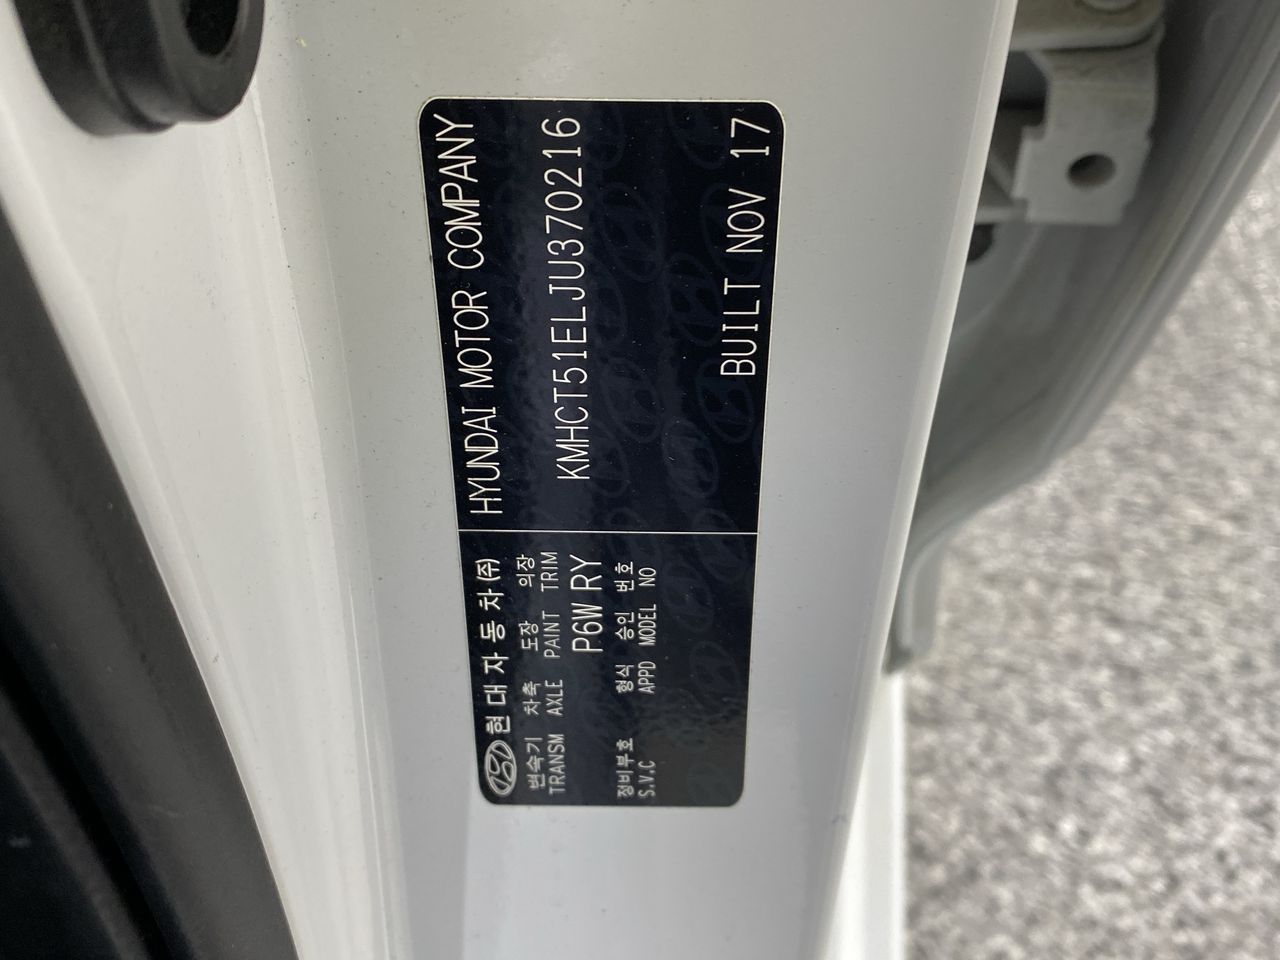 현대자동차(주)
변속기 차축 도장 의장
TRANSM AXLE PAINT TRIM
P6W RY
정비부호 형식 승인 번호
S.V.C APPD MODEL NO
HYUNDAI MOTOR COMPANY
KMHCT51ELJU370216
BUILT NOV 17